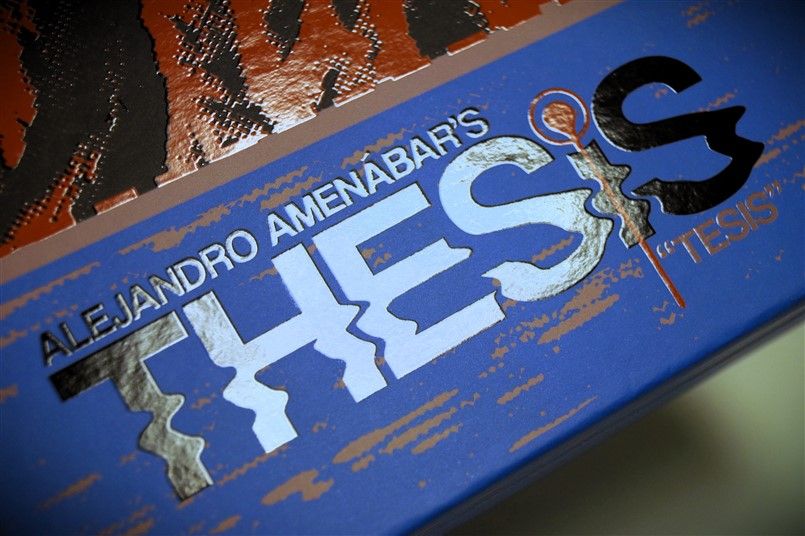 ALEJANDRO AMENÁBAR'S
THESiS
"TESIS"